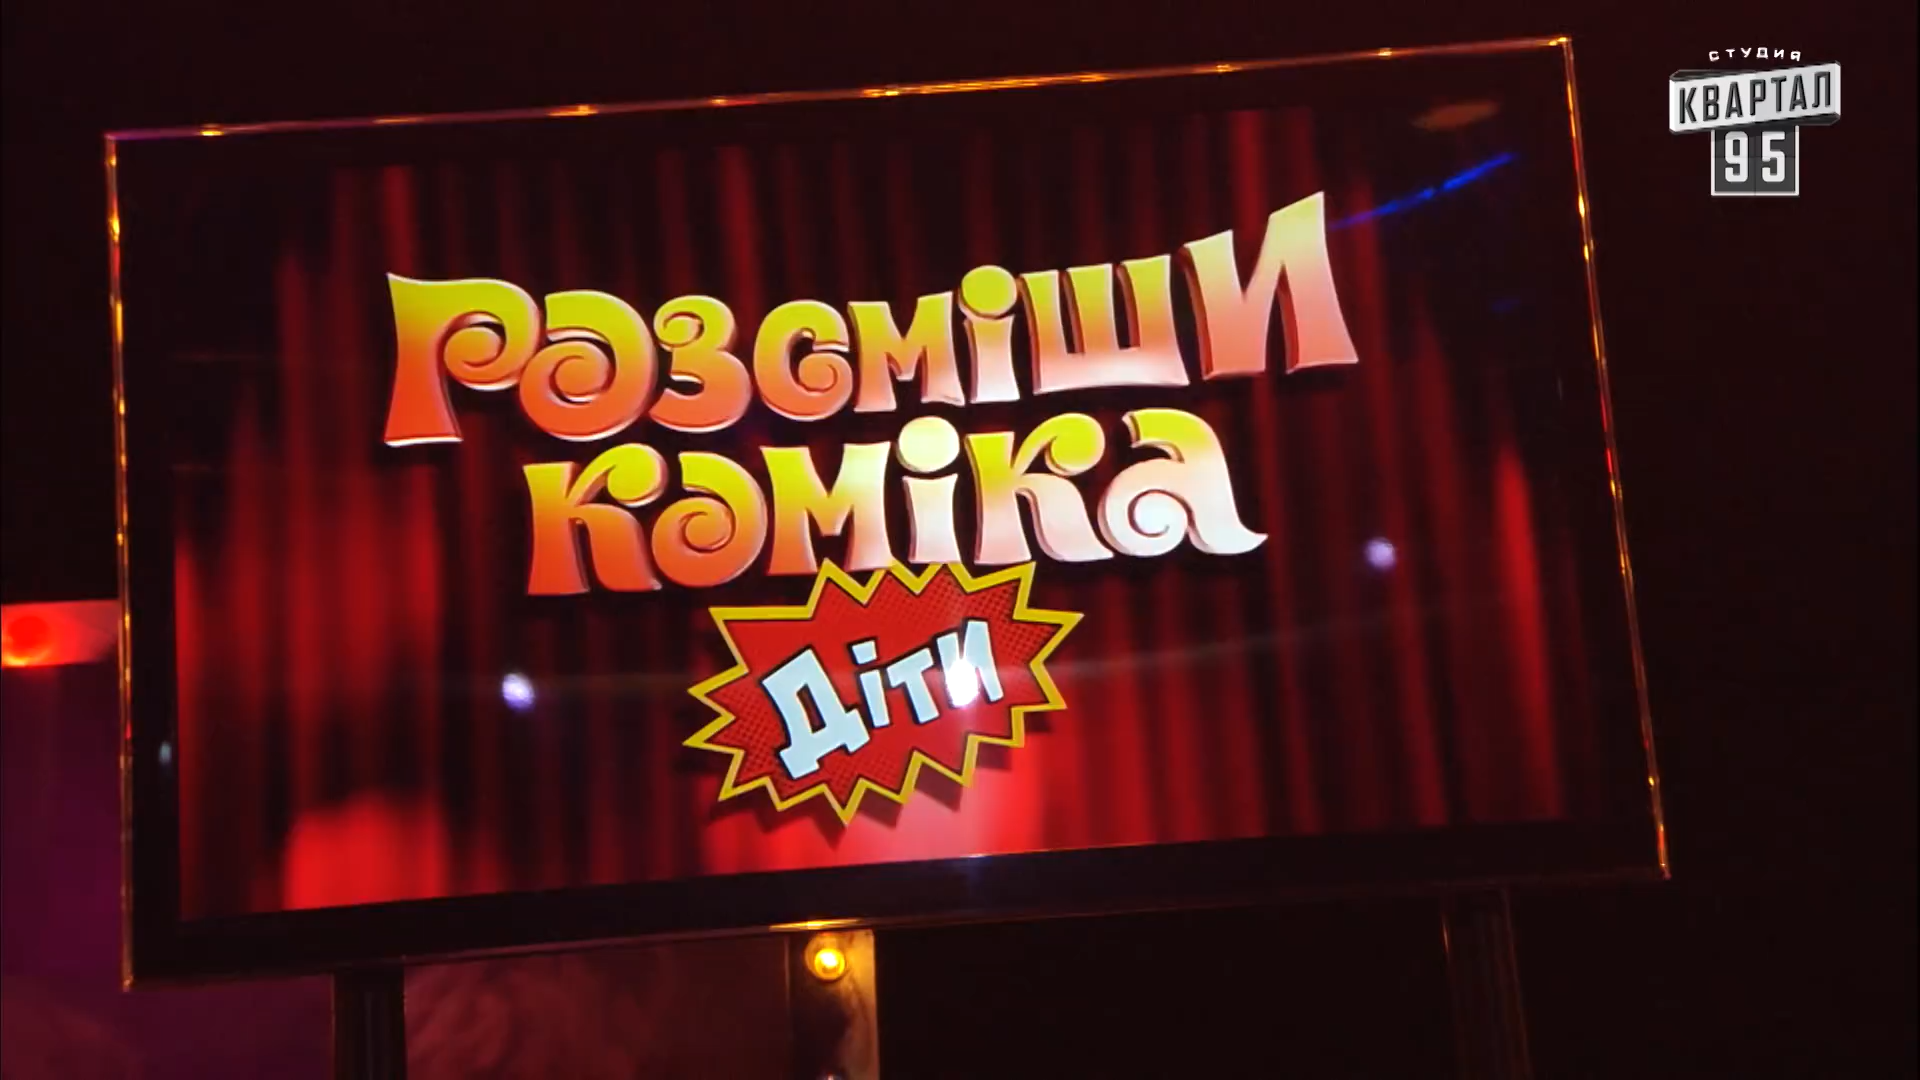 СТУДИЯ
КВАРТАЛ
95
Розсміши
коміка
Діти